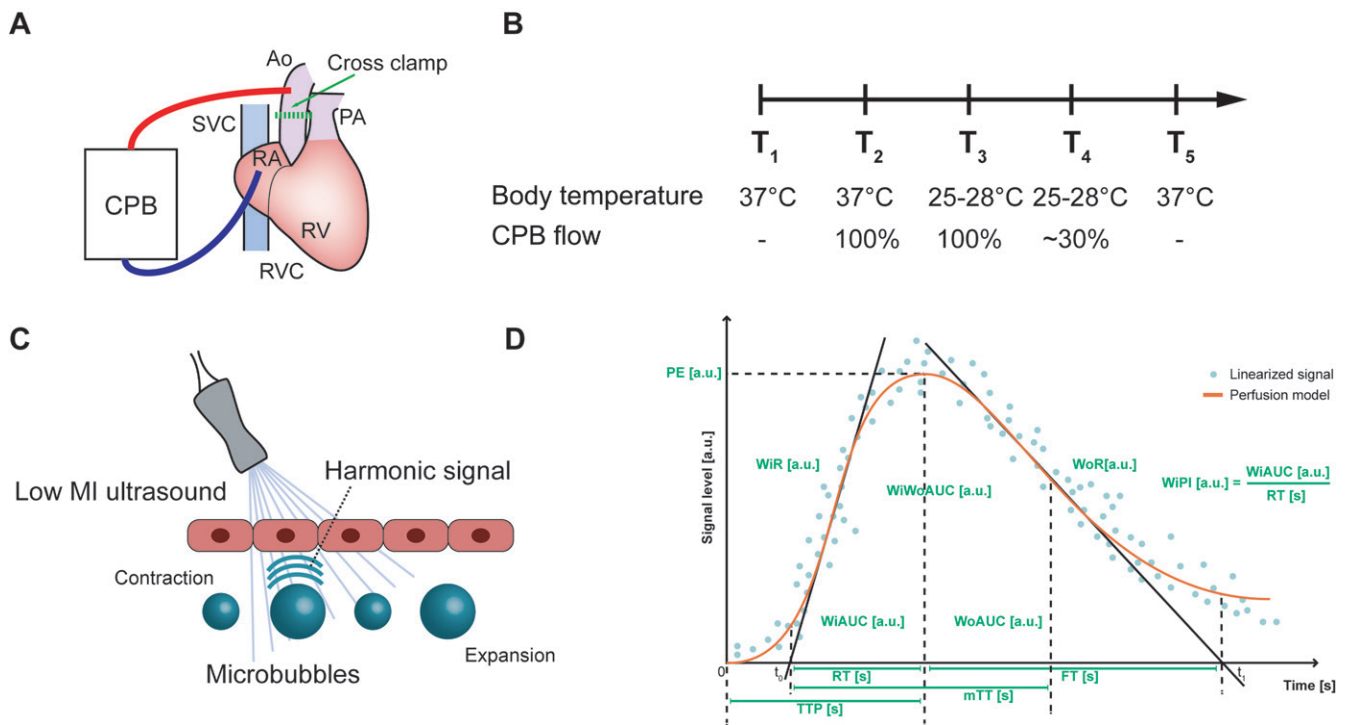 A
Ao
Cross clamp
SVC
PA
RA
CPB
RV
RVC
B
T1 T2 T3 T4 T5
Body temperature 37°C 37°C 25-28°C 25-28°C 37°C
CPB flow - 100% 100% ~30% -
C
Harmonic signal
Low MI ultrasound
Contraction
Expansion
Microbubbles
D
PE [a.u.]
Linearized signal
Perfusion model
Signal level [a.u.]
WiR [a.u.]
WoR[a.u.]
WiWoAUC [a.u.]
WiPI [a.u.] = WiAUC [a.u.]
RT [s]
WiAUC [a.u.]
WoAUC [a.u.]
0
t0
t1
RT [s]
FT [s]
Time [s]
mTT [s]
TTP [s]